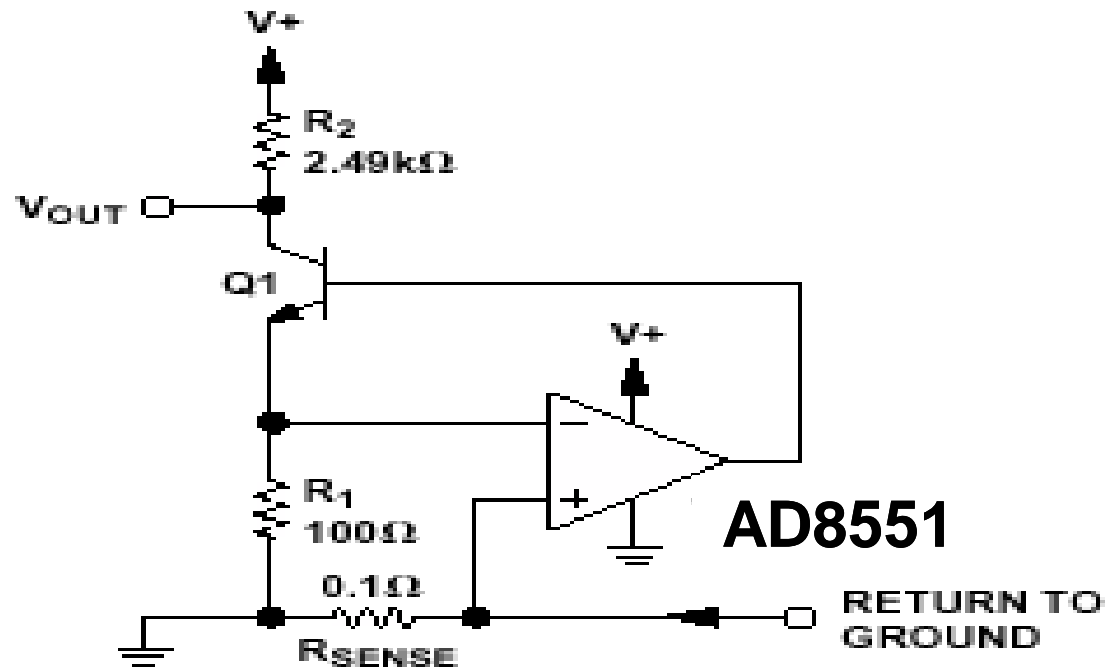 V+
R2
2.49kΩ
VOUT
Q1
V+
−
+
R1
100Ω
AD8551
0.1Ω
RSENSE
RETURN TO
GROUND